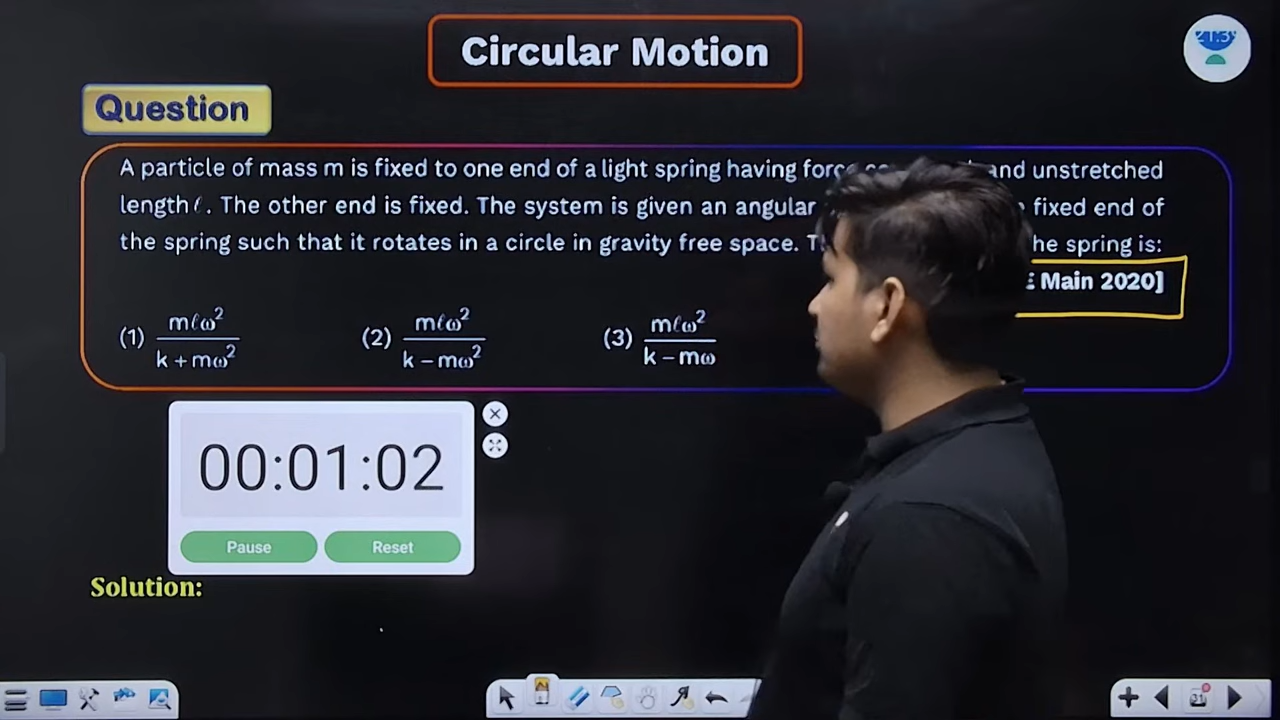 Circular Motion
Question
A particle of mass m is fixed to one end of a light spring having force and unstretched
length ℓ. The other end is fixed. The system is given an angular fixed end of
the spring such that it rotates in a circle in gravity free space. he spring is:
Main 2020]
(1) mℓω² / k + mω² (2) mℓω² / k − mω² (3) mℓω² / k − mω
00:01:02
Pause Reset
Solution: